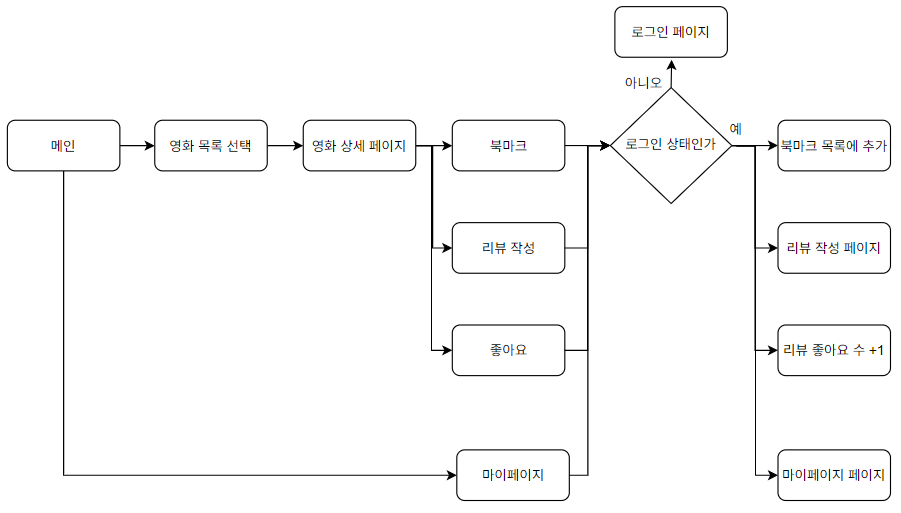 로그인 페이지
아니오
예
메인
영화 목록 선택
영화 상세 페이지
북마크
로그인 상태인가
북마크 목록에 추가
리뷰 작성
리뷰 작성 페이지
좋아요
리뷰 좋아요 수 +1
마이페이지
마이페이지 페이지